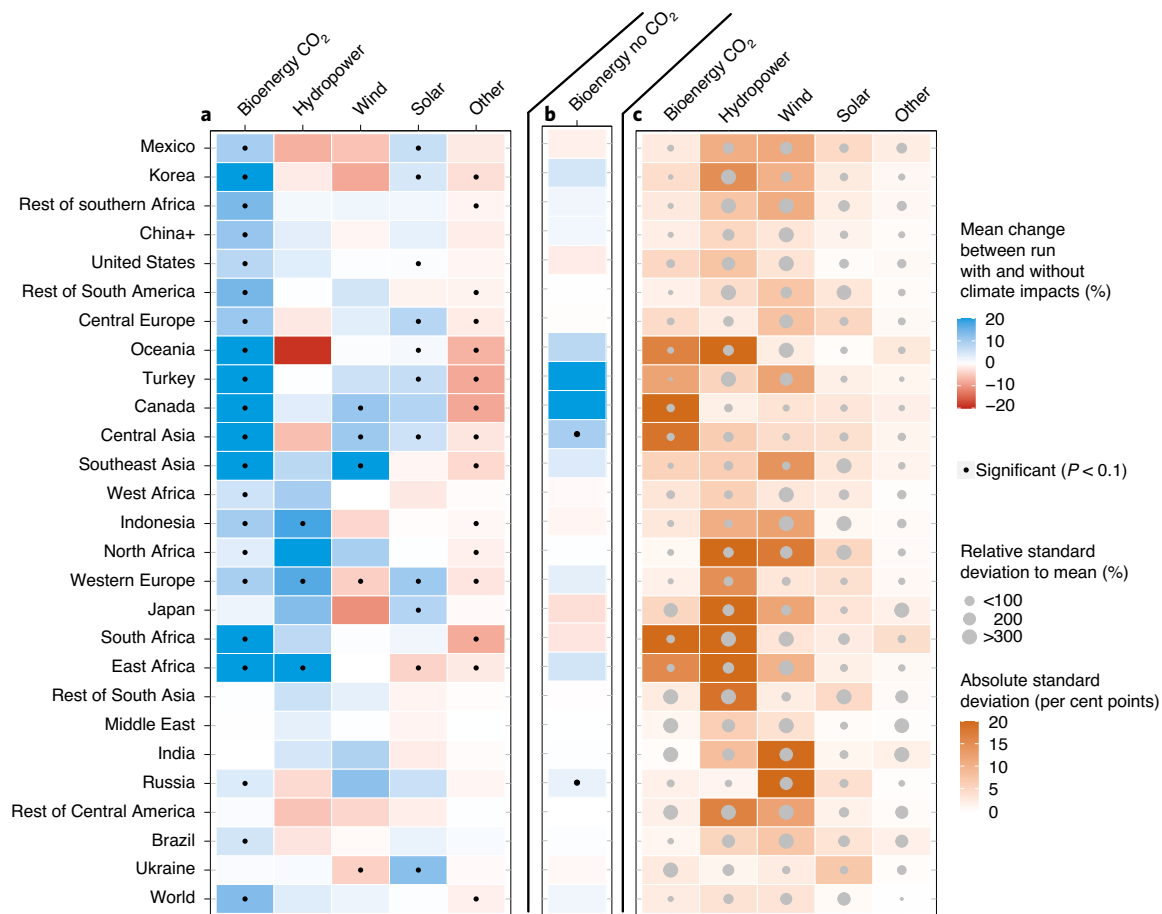 a
Bioenergy CO2
Hydropower
Wind
Solar
Other
b
Bioenergy no CO2
c
Bioenergy CO2
Hydropower
Wind
Solar
Other
Mexico
Korea
Rest of southern Africa
China+
United States
Rest of South America
Central Europe
Oceania
Turkey
Canada
Central Asia
Southeast Asia
West Africa
Indonesia
North Africa
Western Europe
Japan
South Africa
East Africa
Rest of South Asia
Middle East
India
Russia
Rest of Central America
Brazil
Ukraine
World
Mean change
between run
with and without
climate impacts (%)
20
10
0
−10
−20
Significant (P < 0.1)
Relative standard
deviation to mean (%)
<100
200
>300
Absolute standard
deviation (per cent points)
20
15
10
5
0